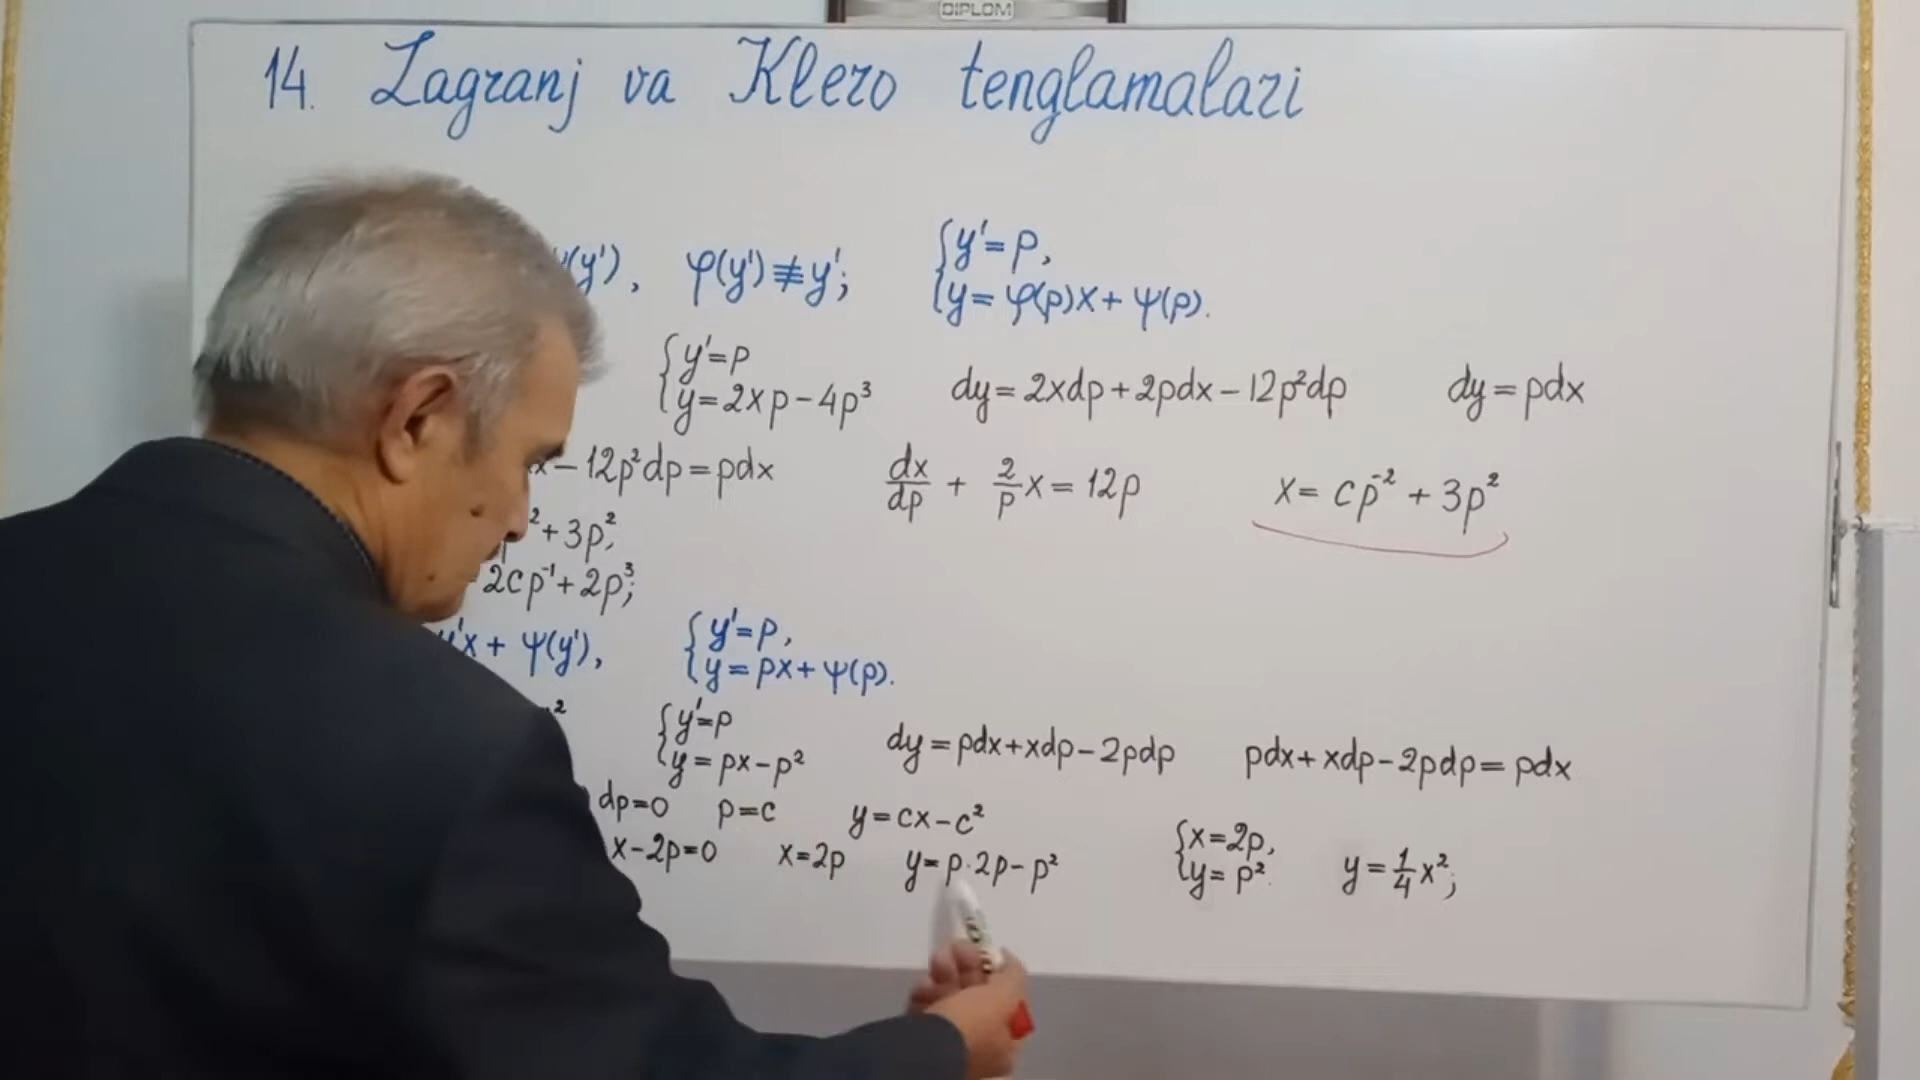 DIPLOM
14. Lagranj va Klero tenglamalari
(y'), φ(y')≢y'; {y'=p, y=φ(p)x+ψ(p).
{y'=p y=2xp-4p³ dy=2xdp+2pdx-12p²dp dy=pdx
x-12p²dp=pdx dx/dp + 2/p x=12p x=cp⁻²+3p²
p⁻²+3p²,
2cp⁻¹+2p³;
y'x+ψ(y'), {y'=p, y=px+ψ(p).
² {y'=p y=px-p² dy=pdx+xdp-2pdp pdx+xdp-2pdp=pdx
dp=0 p=c y=cx-c²
x-2p=0 x=2p y=p·2p-p² {x=2p, y=p². y=1/4 x²;